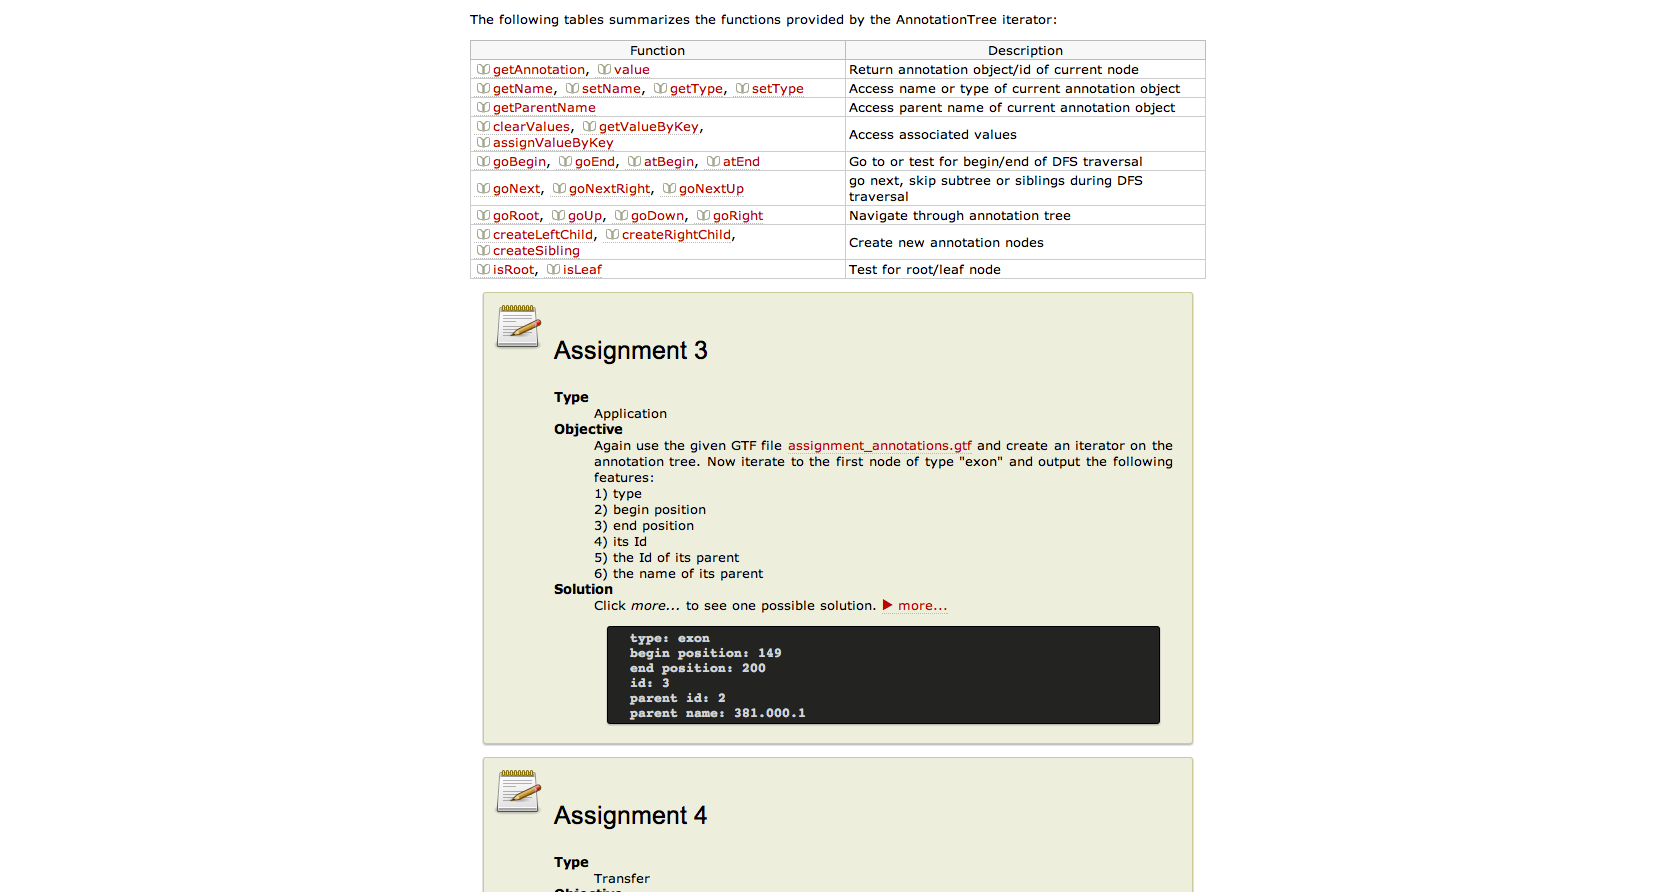 The following tables summarizes the functions provided by the AnnotationTree iterator:
Function Description
getAnnotation, value Return annotation object/id of current node
getName, setName, getType, setType Access name or type of current annotation object
getParentName Access parent name of current annotation object
clearValues, getValueByKey,
assignValueByKey
Access associated values
goBegin, goEnd, atBegin, atEnd Go to or test for begin/end of DFS traversal
goNext, goNextRight, goNextUp
go next, skip subtree or siblings during DFS
traversal
goRoot, goUp, goDown, goRight Navigate through annotation tree
createLeftChild, createRightChild,
createSibling
Create new annotation nodes
isRoot, isLeaf Test for root/leaf node
Assignment 3
Type
Application
Objective
Again use the given GTF file assignment_annotations.gtf and create an iterator on the
annotation tree. Now iterate to the first node of type "exon" and output the following
features:
1) type
2) begin position
3) end position
4) its Id
5) the Id of its parent
6) the name of its parent
Solution
Click more... to see one possible solution. more...
type: exon
begin position: 149
end position: 200
id: 3
parent id: 2
parent name: 381.000.1
Assignment 4
Type
Transfer
Objective